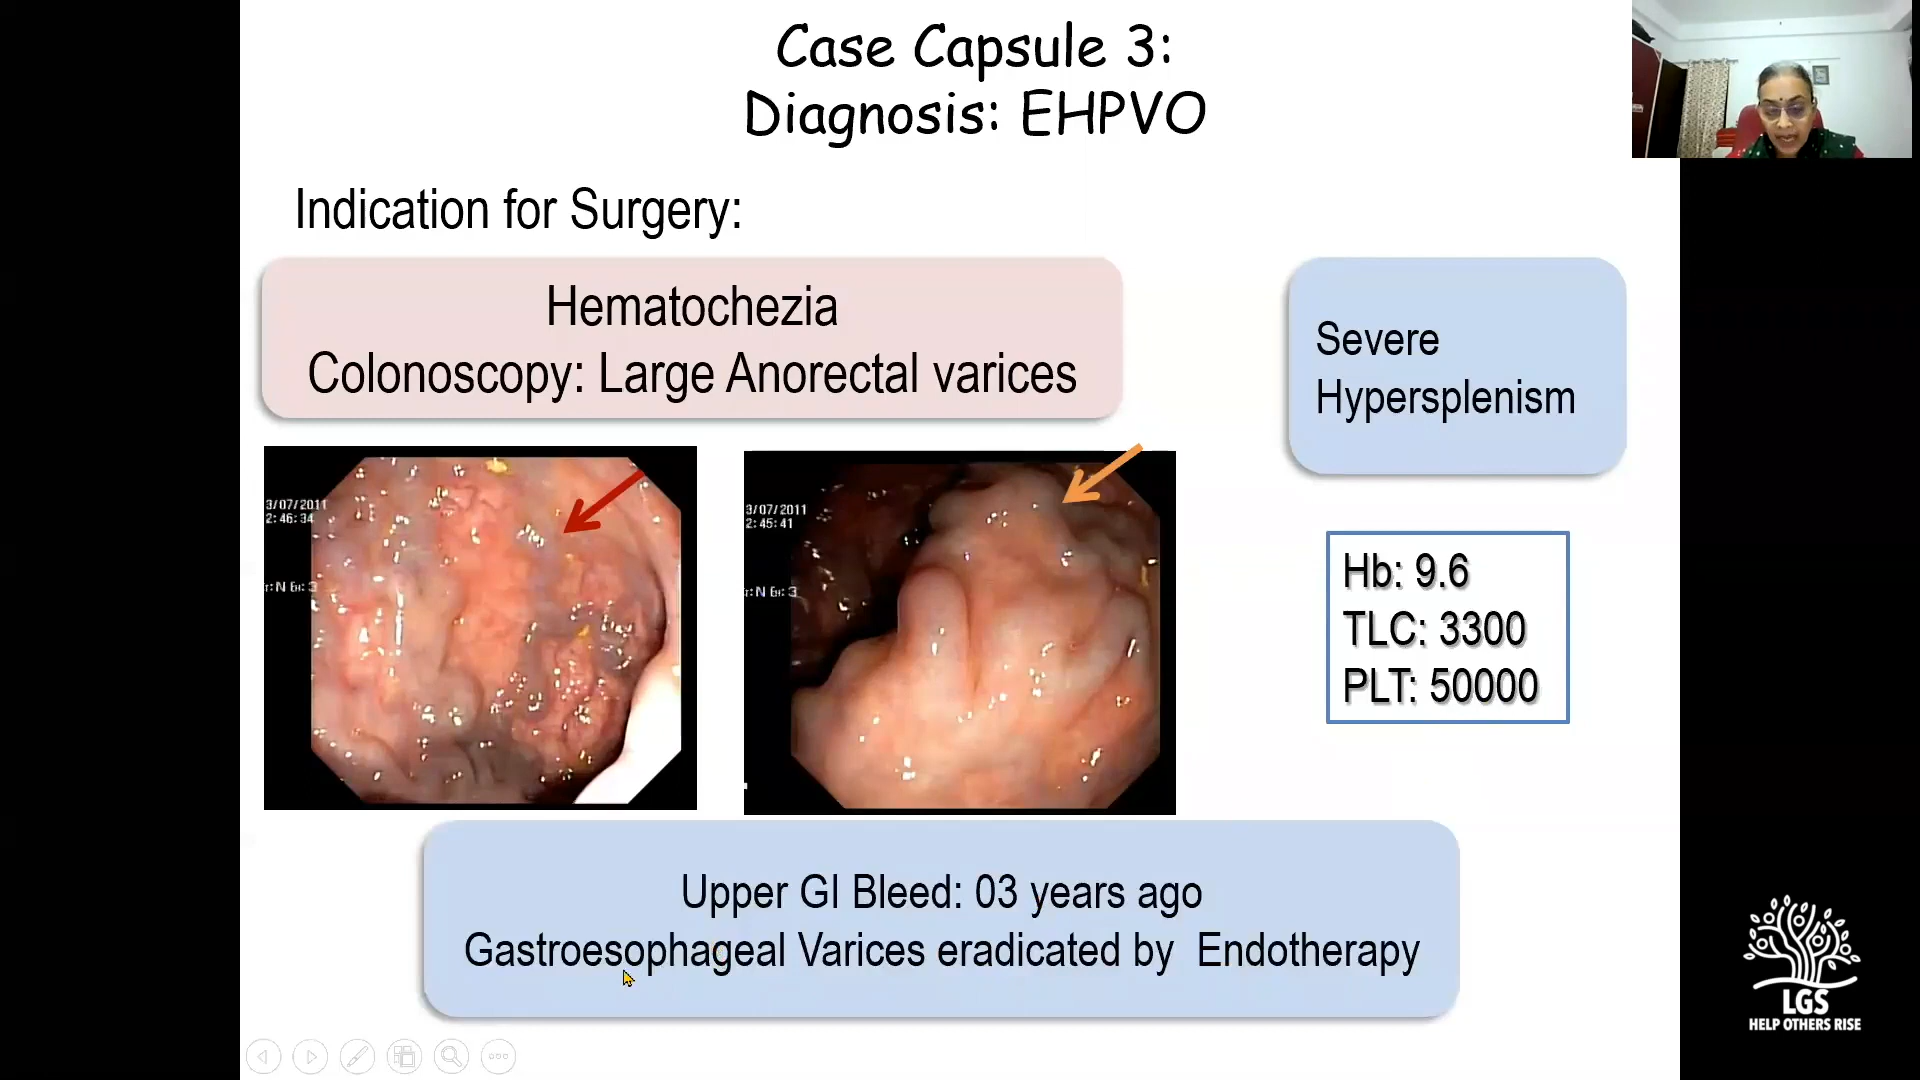 Case Capsule 3:
Diagnosis: EHPVO
Indication for Surgery:
Hematochezia
Colonoscopy: Large Anorectal varices
Severe
Hypersplenism
3/07/2011
2:46:34
r:N Er: 3
3/07/2011
2:45:41
r:N Er: 3
Hb: 9.6
TLC: 3300
PLT: 50000
Upper GI Bleed: 03 years ago
Gastroesophageal Varices eradicated by Endotherapy
LGS
HELP OTHERS RISE